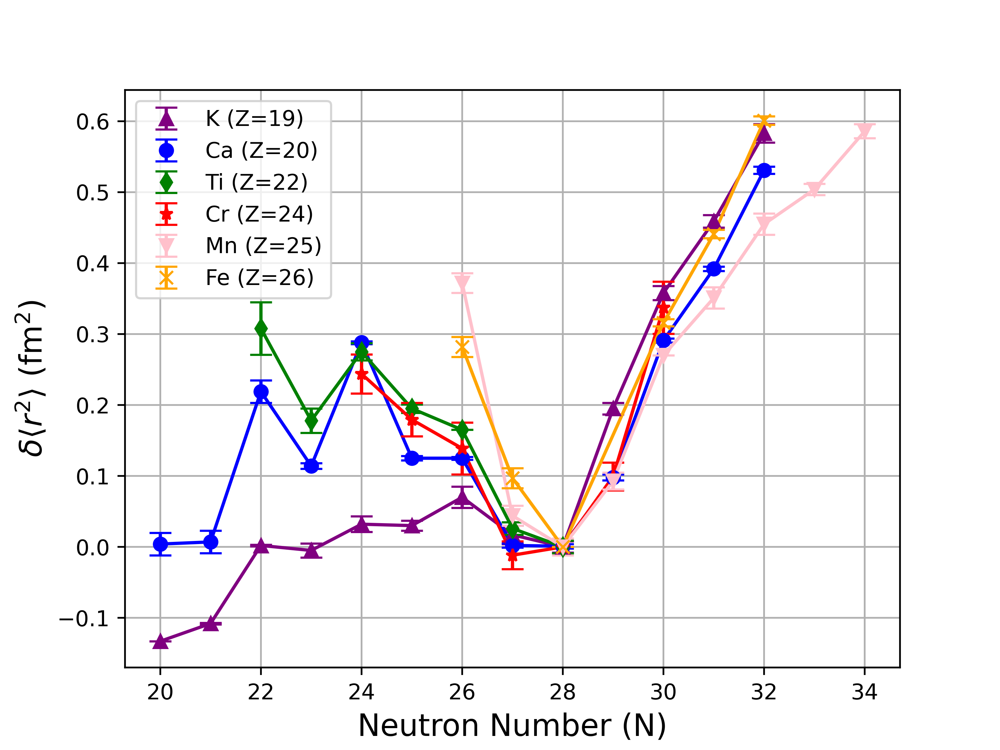 K (Z=19)
Ca (Z=20)
Ti (Z=22)
Cr (Z=24)
Mn (Z=25)
Fe (Z=26)
0.6
0.5
0.4
0.3
0.2
0.1
0.0
−0.1
δ⟨r²⟩ (fm²)
20 22 24 26 28 30 32 34
Neutron Number (N)